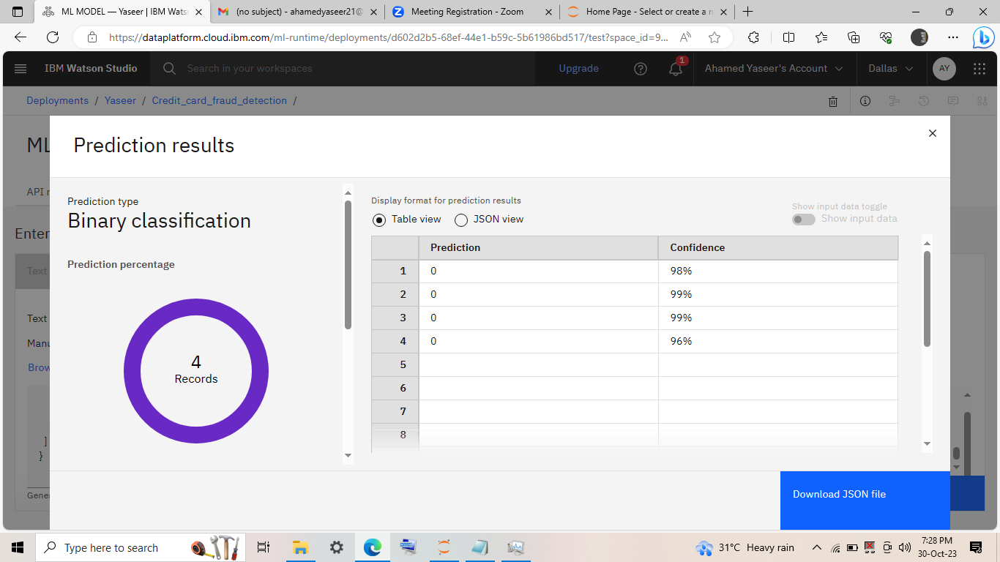 ML MODEL — Yaseer | IBM Wats
(no subject) - ahamedyaseer21@
Meeting Registration - Zoom
Home Page - Select or create a n
https://dataplatform.cloud.ibm.com/ml-runtime/deployments/d602d2b5-68ef-44e1-b59c-5b61986bd517/test?space_id=9...
IBM Watson Studio
Search in your workspaces
Upgrade
1
Ahamed Yaseer's Account
Dallas
AY
Deployments / Yaseer / Credit_card_fraud_detection /
ML
Prediction results
API r
Enter
Text
Text
Manu
Brow
]
}
Gene
Prediction type
Binary classification
Prediction percentage
4
Records
Display format for prediction results
Table view
JSON view
Show input data toggle
Show input data
Prediction Confidence
1 0 98%
2 0 99%
3 0 99%
4 0 96%
5
6
7
8
Download JSON file
Type here to search
31°C Heavy rain
7:28 PM
30-Oct-23